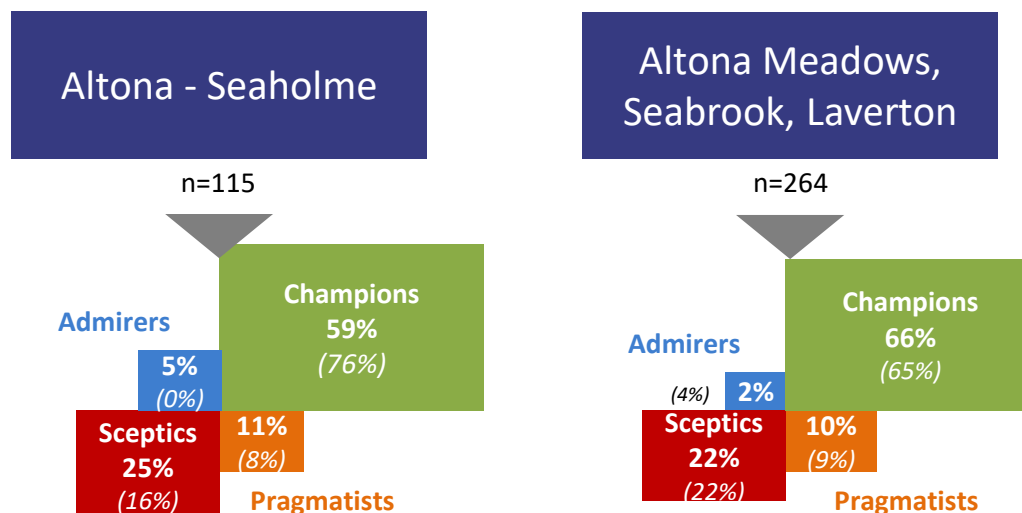 Altona - Seaholme
n=115
Champions
59%
(76%)
Admirers
5%
(0%)
Sceptics
25%
(16%)
11%
(8%)
Pragmatists
Altona Meadows,
Seabrook, Laverton
n=264
Champions
66%
(65%)
Admirers
(4%) 2%
Sceptics
22%
(22%)
10%
(9%)
Pragmatists